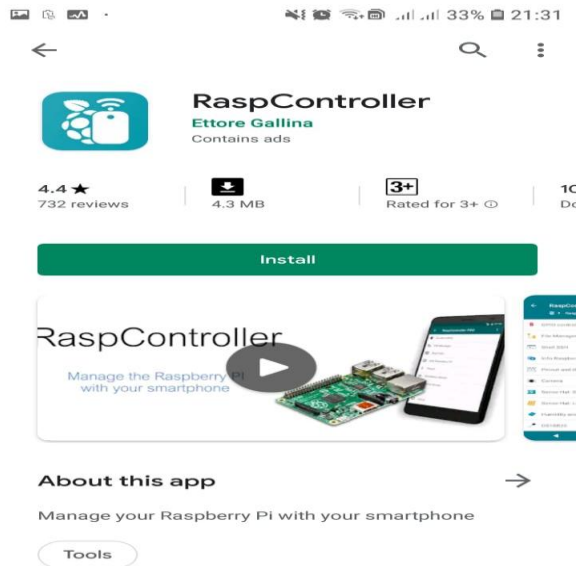 33% 21:31
RaspController
Ettore Gallina
Contains ads
4.4 ★
732 reviews
4.3 MB
3+
Rated for 3+
Install
RaspController
Manage the Raspberry PI
with your smartphone
About this app
Manage your Raspberry Pi with your smartphone
Tools